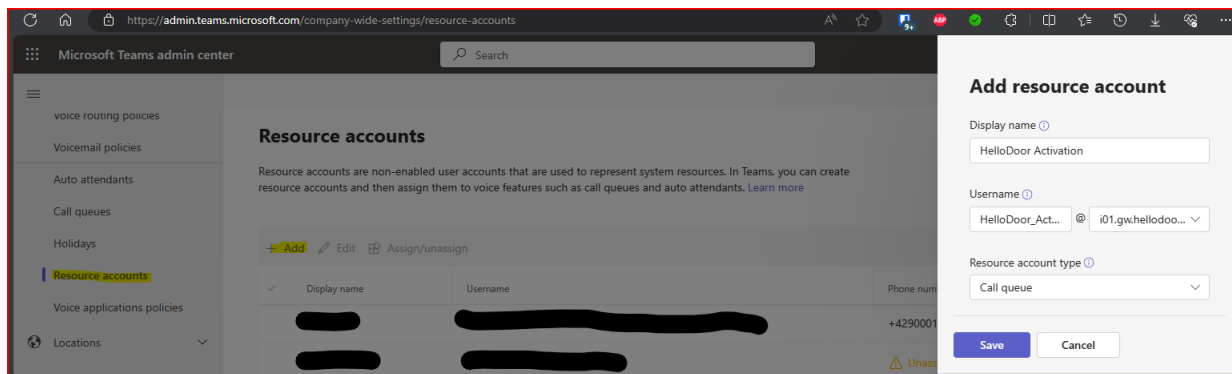 https://admin.teams.microsoft.com/company-wide-settings/resource-accounts
9+
ABP
Microsoft Teams admin center
Search
Voice routing policies
Voicemail policies
Auto attendants
Call queues
Holidays
Resource accounts
Voice applications policies
Locations
Resource accounts
Resource accounts are non-enabled user accounts that are used to represent system resources. In Teams, you can create
resource accounts and then assign them to voice features such as call queues and auto attendants. Learn more
+ Add Edit Assign/unassign
Display name Username Phone num
+4290001
Unass
Add resource account
Display name
HelloDoor Activation
Username
HelloDoor_Act... @ i01.gw.hellodoo...
Resource account type
Call queue
Save Cancel